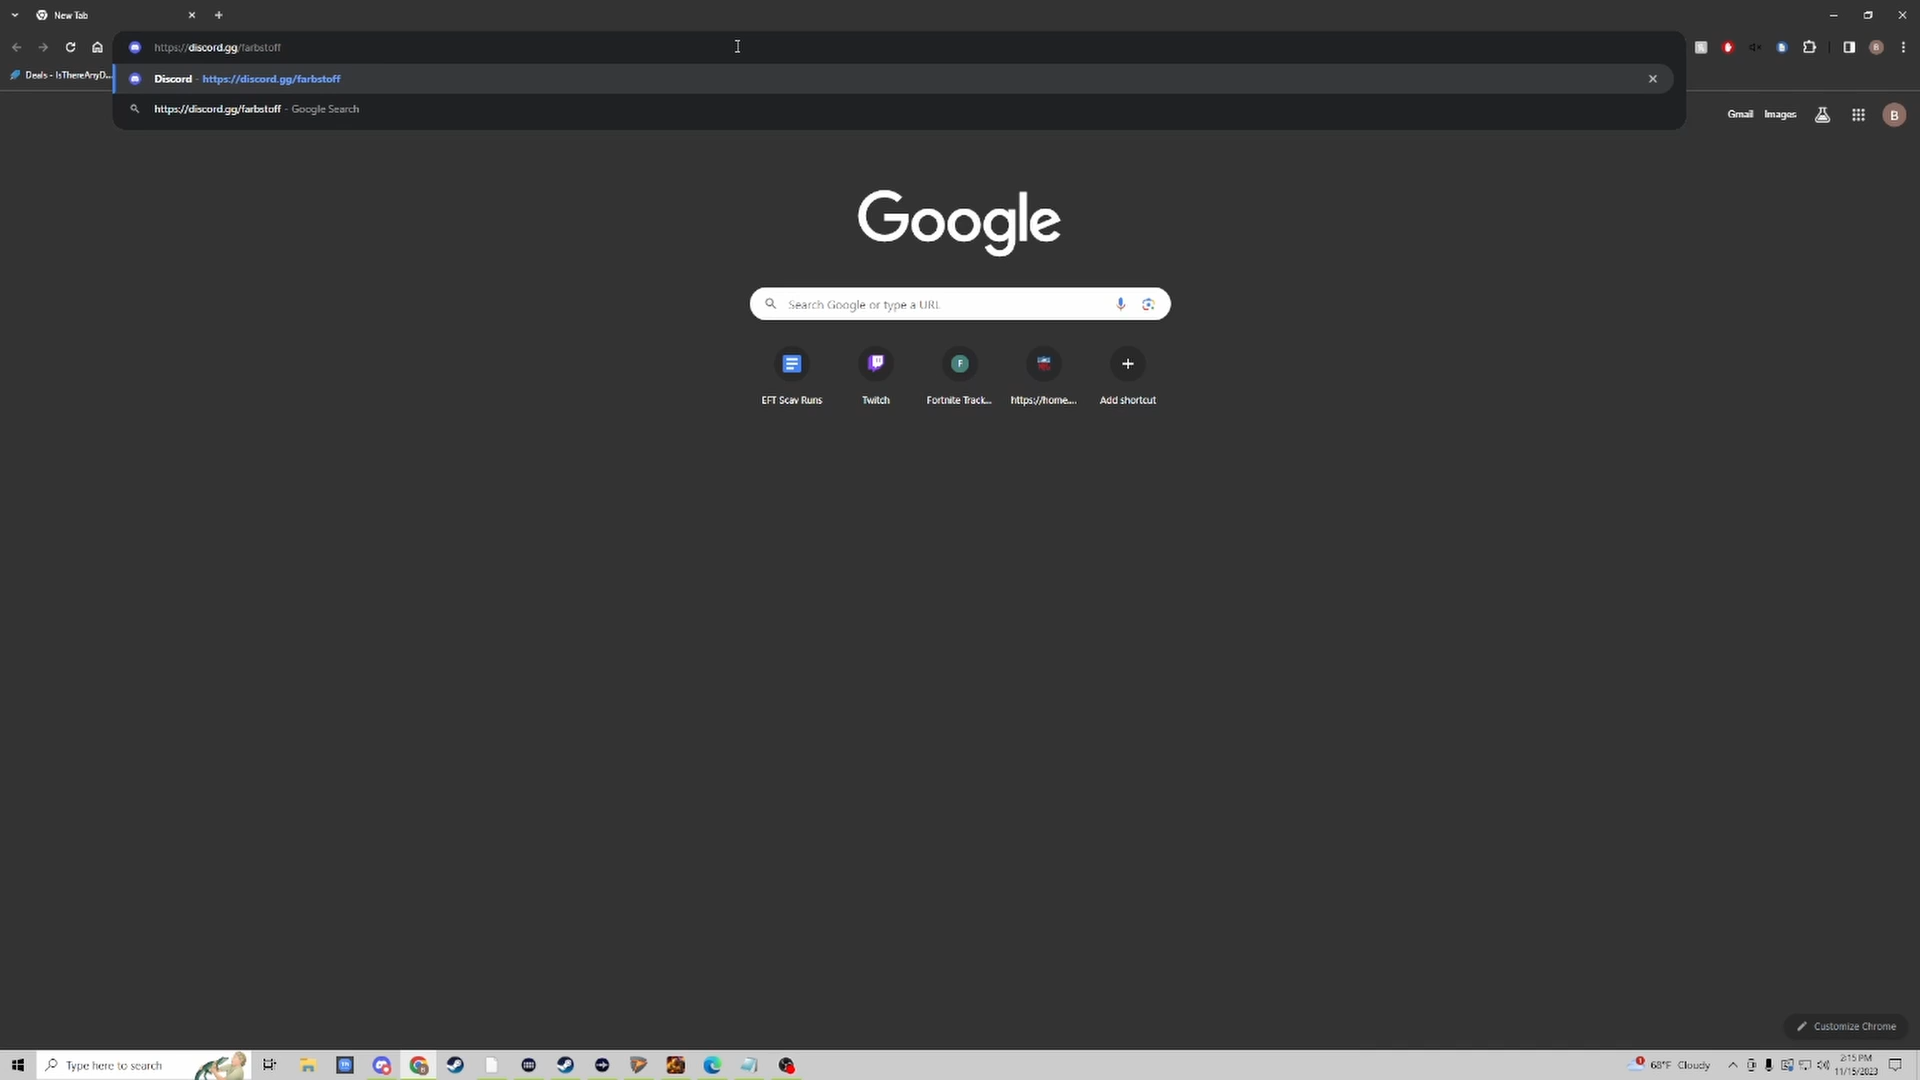 New Tab
https://discord.gg/farbstoff
Deals - IsThereAnyD...
Discord - https://discord.gg/farbstoff
https://discord.gg/farbstoff - Google Search
Gmail Images
B
Google
Search Google or type a URL
F
EFT Scav Runs Twitch Fortnite Track... https://home.... Add shortcut
Customize Chrome
Type here to search
1
68°F Cloudy
2:15 PM
11/15/2023